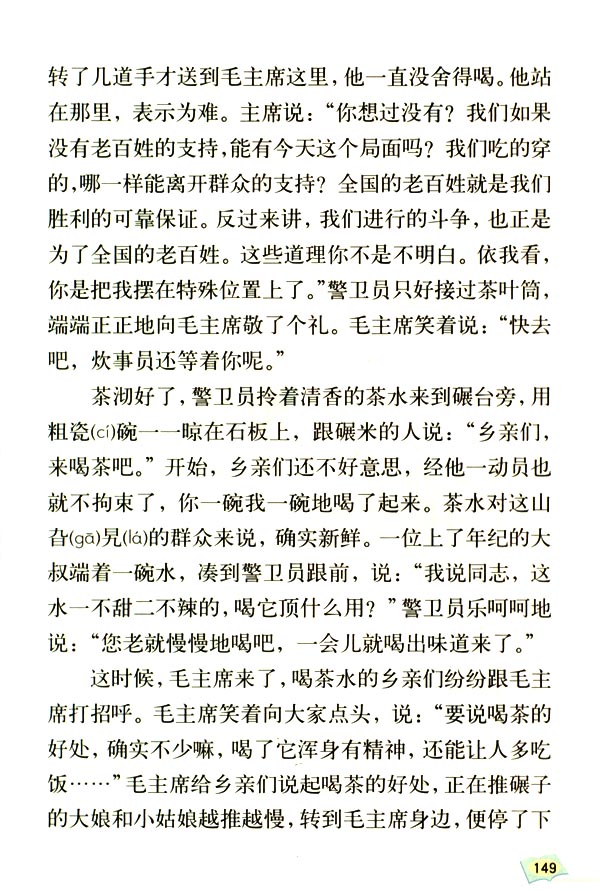 转了几道手才送到毛主席这里，他一直没舍得喝。他站
在那里，表示为难。主席说：“你想过没有？我们如果
没有老百姓的支持，能有今天这个局面吗？我们吃的穿
的，哪一样能离开群众的支持？全国的老百姓就是我们
胜利的可靠保证。反过来讲，我们进行的斗争，也正是
为了全国的老百姓。这些道理你不是不明白。依我看，
你是把我摆在特殊位置上了。”警卫员只好接过茶叶筒，
端端正正地向毛主席敬了个礼。毛主席笑着说：“快去
吧，炊事员还等着你呢。”
茶沏好了，警卫员拎着清香的茶水来到碾台旁，用
粗瓷(cí)碗一一晾在石板上，跟碾米的人说：“乡亲们，
来喝茶吧。”开始，乡亲们还不好意思，经他一动员也
就不拘束了，你一碗我一碗地喝了起来。茶水对这山
旮(gā)旯(lá)的群众来说，确实新鲜。一位上了年纪的大
叔端着一碗水，凑到警卫员跟前，说：“我说同志，这
水一不甜二不辣的，喝它顶什么用？”警卫员乐呵呵地
说：“您老就慢慢地喝吧，一会儿就喝出味道来了。”
这时候，毛主席来了，喝茶水的乡亲们纷纷跟毛主
席打招呼。毛主席笑着向大家点头，说：“要说喝茶的
好处，确实不少嘛，喝了它浑身有精神，还能让人多吃
饭……”毛主席给乡亲们说起喝茶的好处，正在推碾子
的大娘和小姑娘越推越慢，转到毛主席身边，便停了下
149